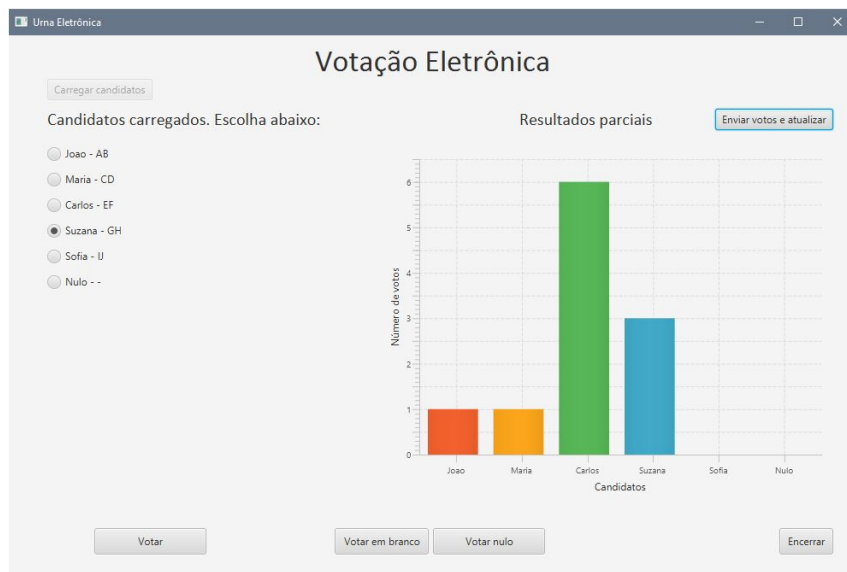 Urna Eletrônica
Votação Eletrônica
Carregar candidatos
Candidatos carregados. Escolha abaixo:
Joao - AB
Maria - CD
Carlos - EF
Suzana - GH
Sofia - IJ
Nulo - -
Resultados parciais
Enviar votos e atualizar
Número de votos
6
5
4
3
2
1
0
Joao Maria Carlos Suzana Sofia Nulo
Candidatos
Votar
Votar em branco
Votar nulo
Encerrar